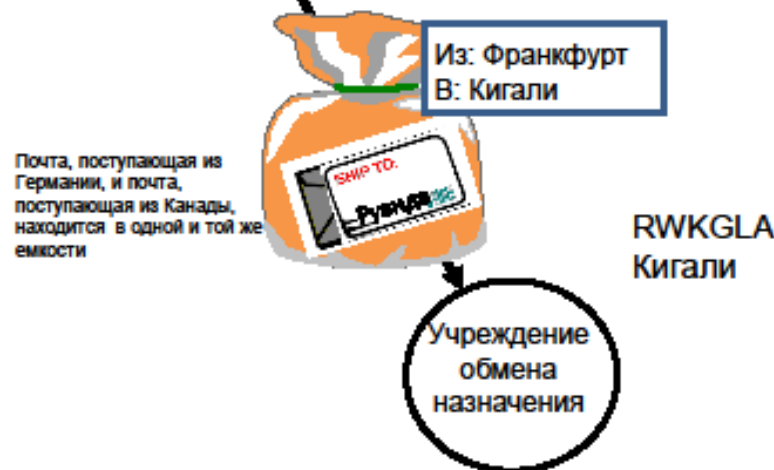 Из: Франкфурт
В: Кигали
Почта, поступающая из
Германии, и почта,
поступающая из Канады,
находится в одной и той же
емкости
SHIP TO:
Руанда
RWKGLA
Кигали
Учреждение
обмена
назначения